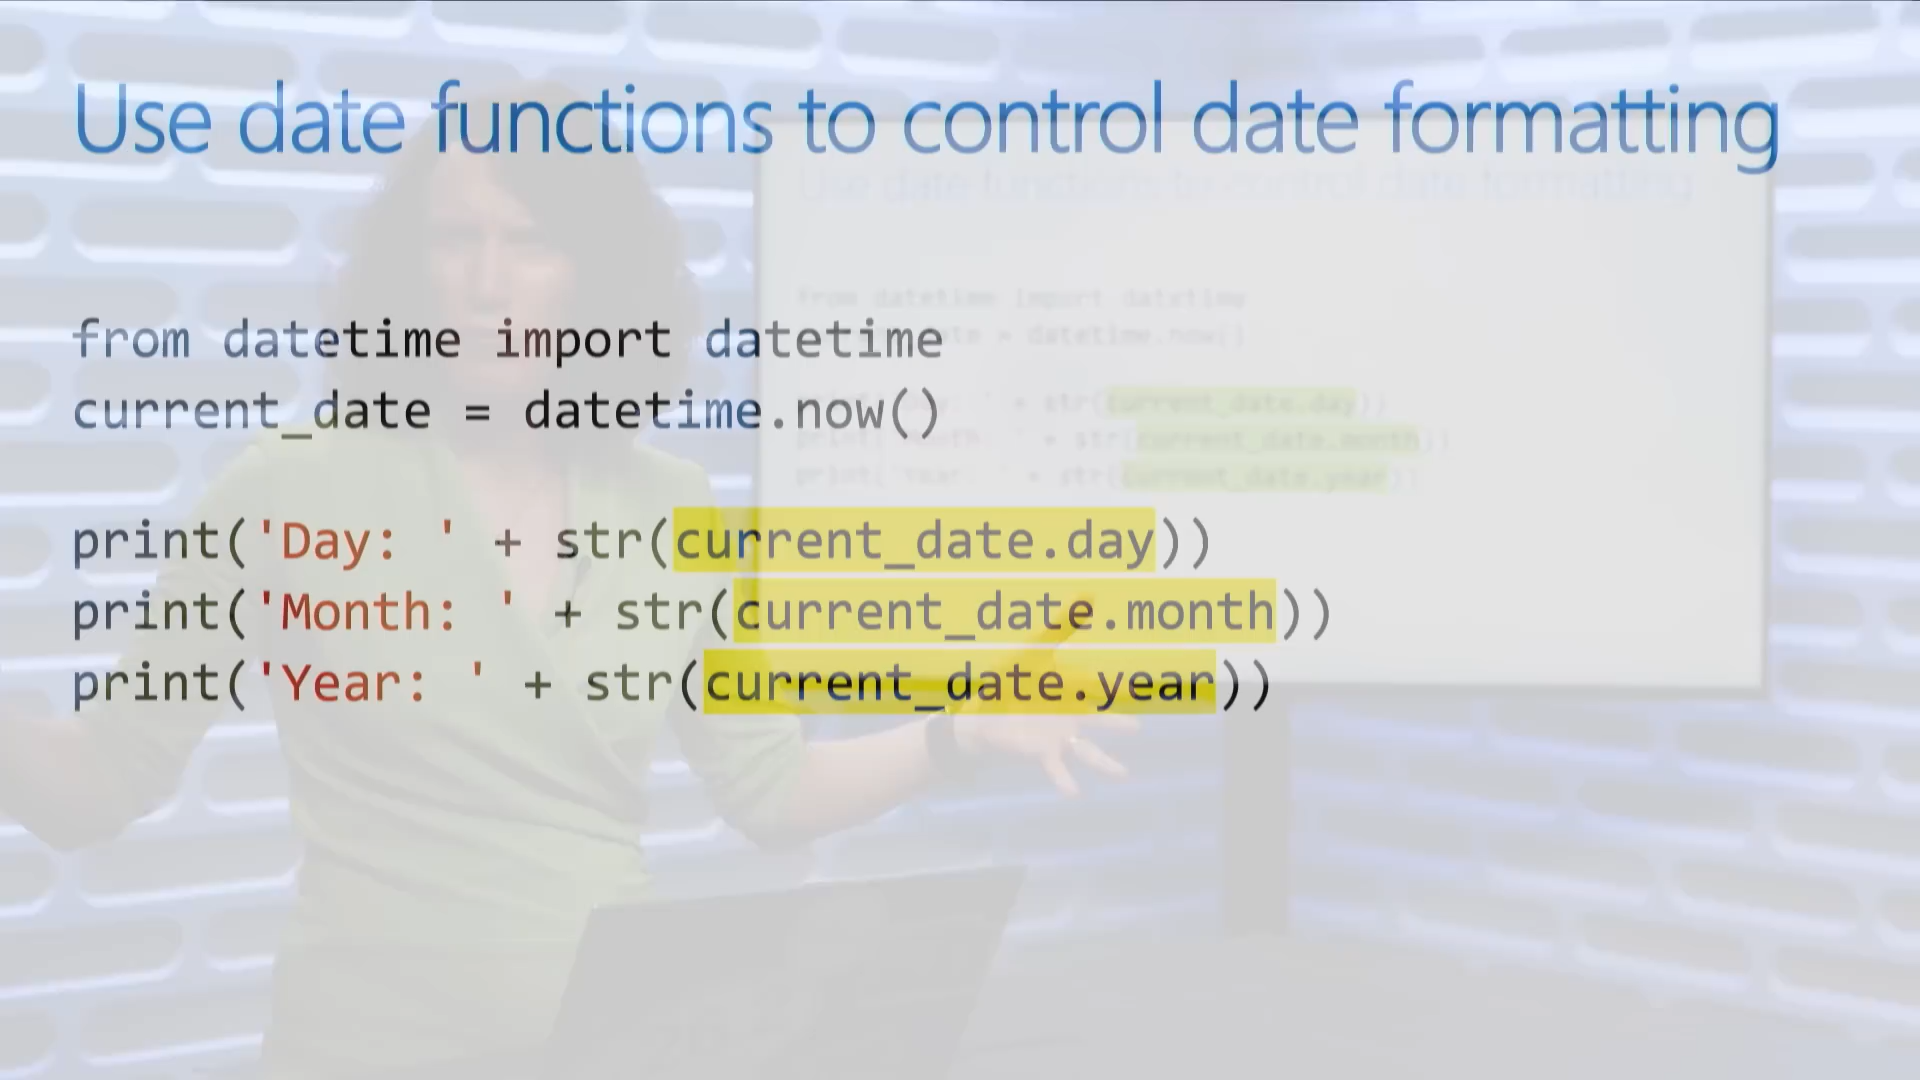 Use date functions to control date formatting
from datetime import datetime
current_date = datetime.now()
print('Day: ' + str(current_date.day))
print('Month: ' + str(current_date.month))
print('Year: ' + str(current_date.year))